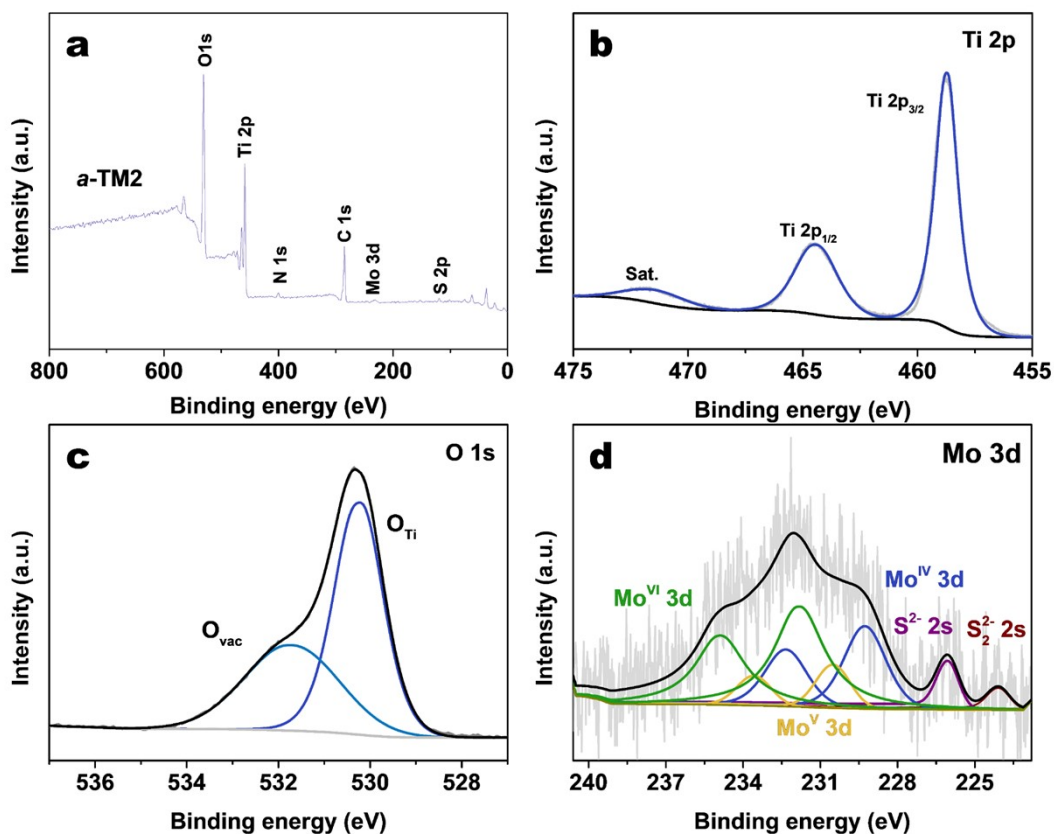 a
O1s
Ti 2p
a-TM2
N 1s
C 1s
Mo 3d
S 2p
Intensity (a.u.)
800 600 400 200 0
Binding energy (eV)
b
Ti 2p
Ti 2p3/2
Ti 2p1/2
Sat.
Intensity (a.u.)
475 470 465 460 455
Binding energy (eV)
c
O 1s
OTi
Ovac
Intensity (a.u.)
536 534 532 530 528
Binding energy (eV)
d
Mo 3d
MoVI 3d
MoIV 3d
S2- 2s
S22- 2s
MoV 3d
Intensity (a.u.)
240 237 234 231 228 225
Binding energy (eV)